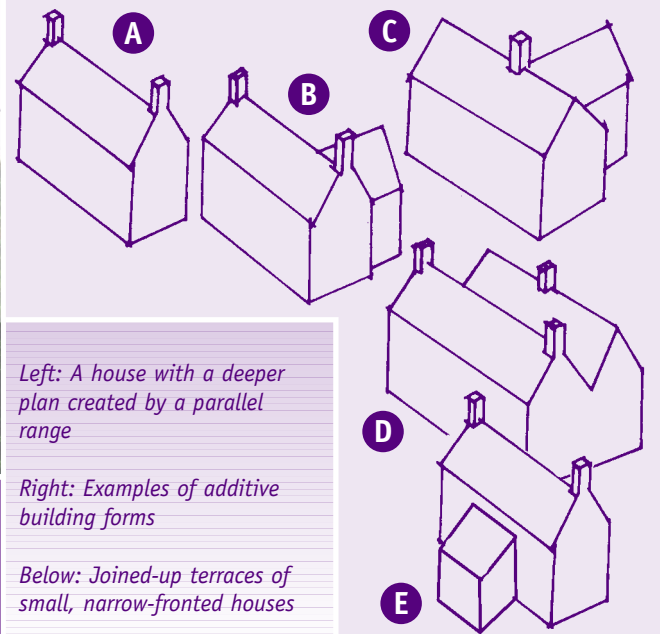 A
B
C
D
E
Left: A house with a deeper
plan created by a parallel
range
Right: Examples of additive
building forms
Below: Joined-up terraces of
small, narrow-fronted houses